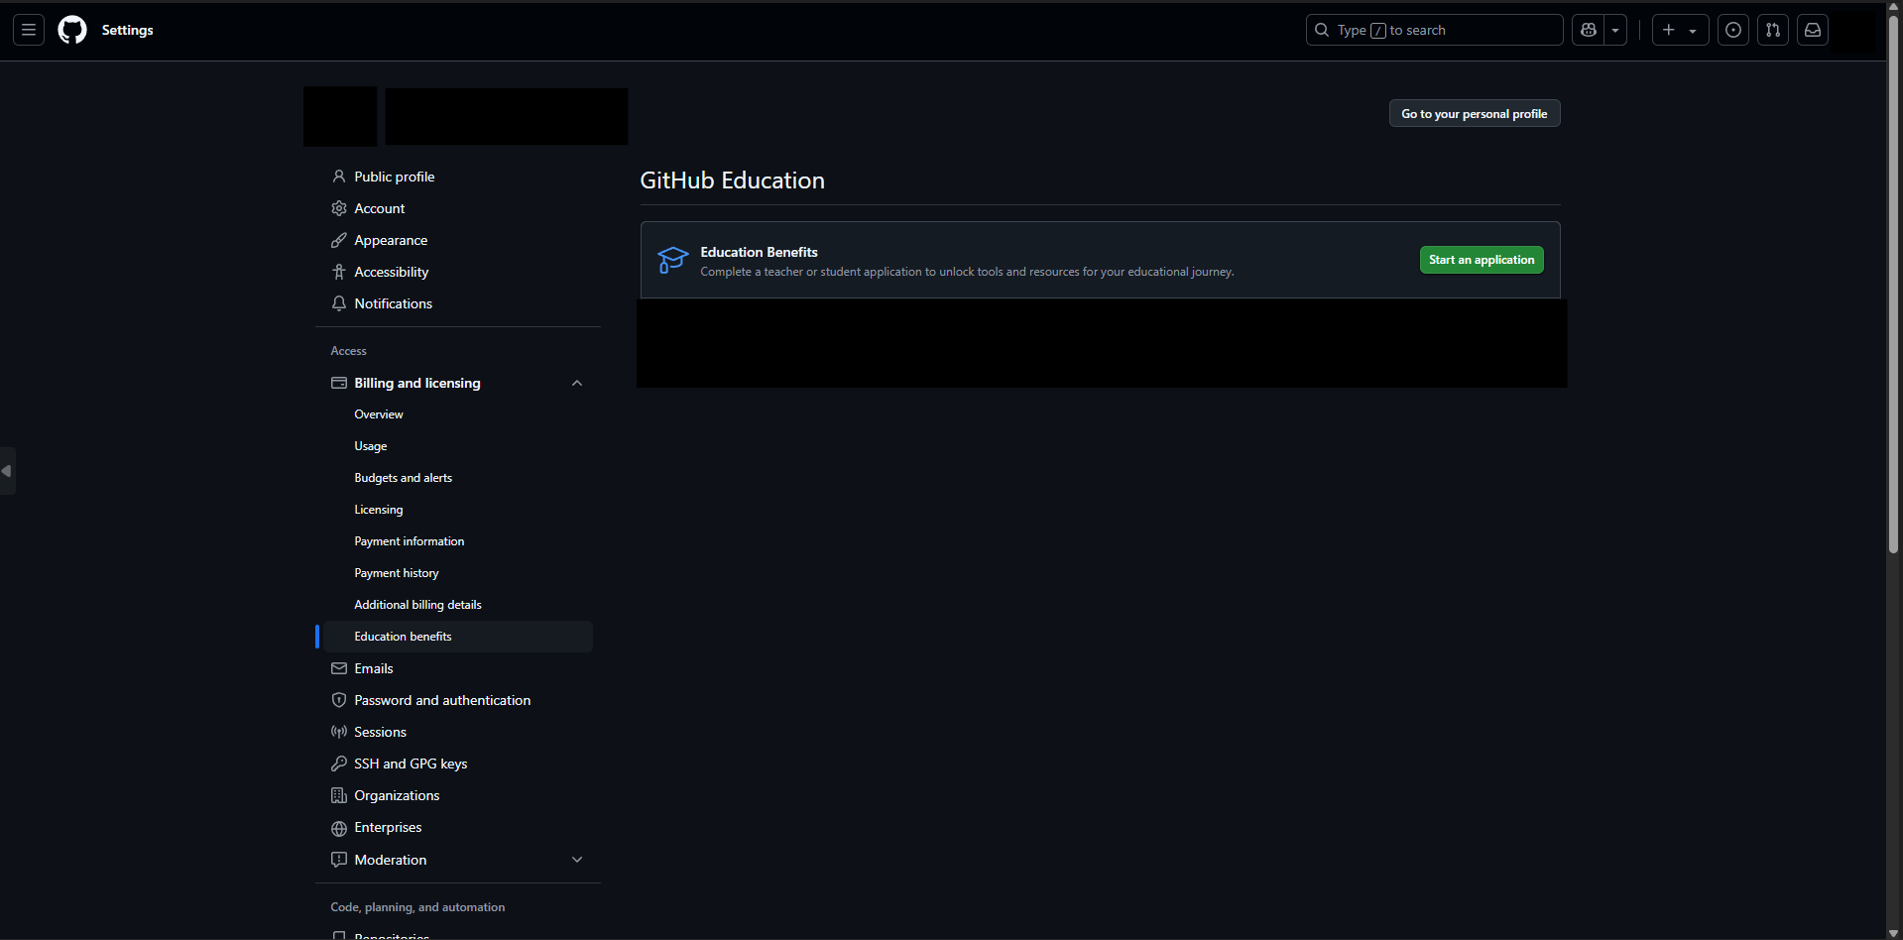 Settings
Type / to search
Go to your personal profile
Public profile
Account
Appearance
Accessibility
Notifications
Access
Billing and licensing
Overview
Usage
Budgets and alerts
Licensing
Payment information
Payment history
Additional billing details
Education benefits
Emails
Password and authentication
Sessions
SSH and GPG keys
Organizations
Enterprises
Moderation
Code, planning, and automation
Repositories
GitHub Education
Education Benefits
Complete a teacher or student application to unlock tools and resources for your educational journey.
Start an application